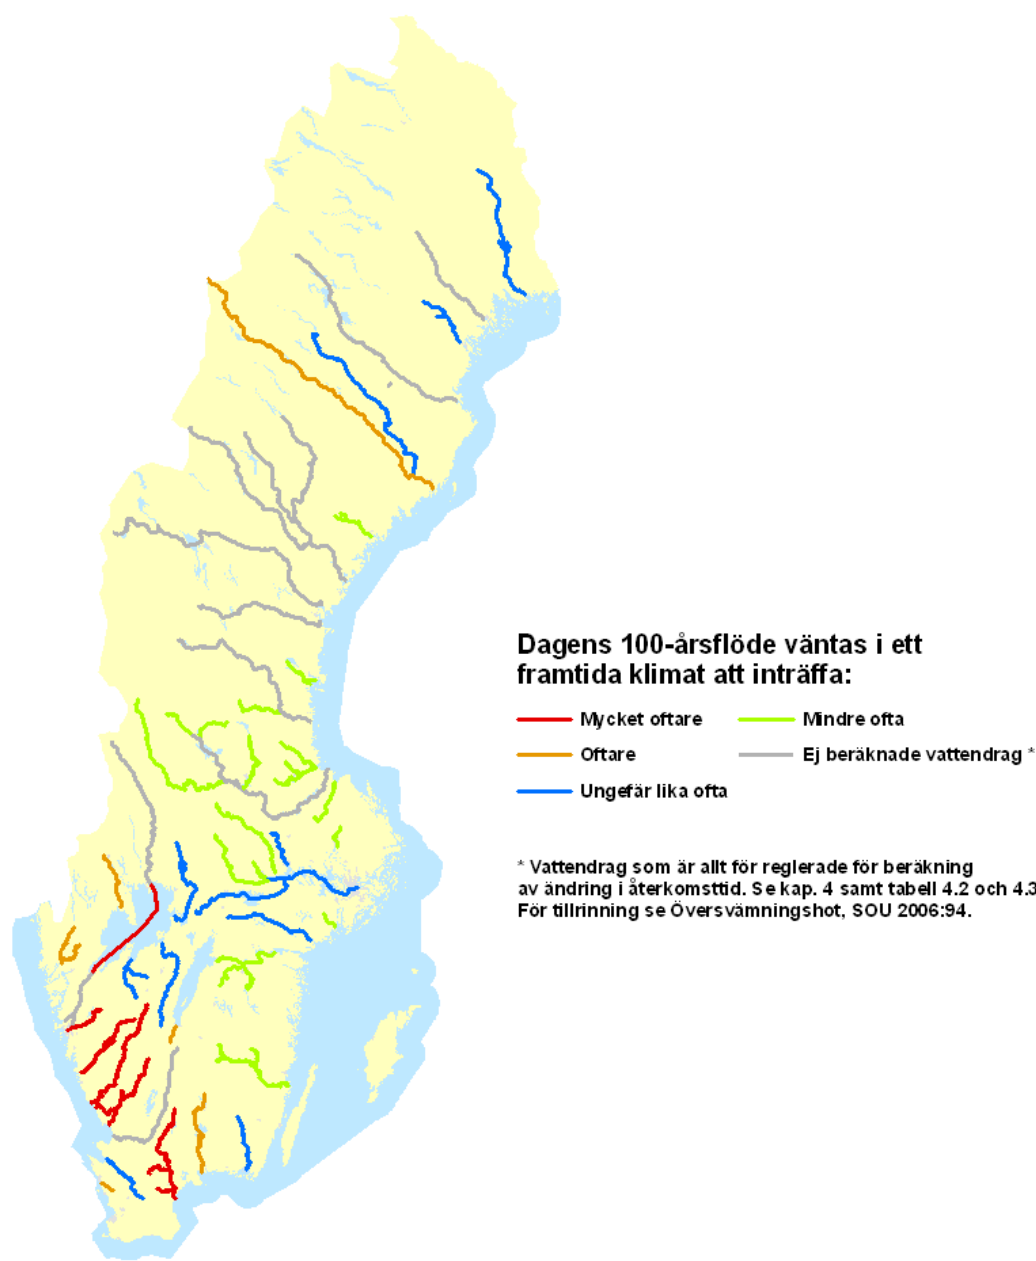 Dagens 100-årsflöde väntas i ett
framtida klimat att inträffa:
Mycket oftare
Mindre ofta
Oftare
Ej beräknade vattendrag *
Ungefär lika ofta
* Vattendrag som är allt för reglerade för beräkning
av ändring i återkomsttid. Se kap. 4 samt tabell 4.2 och 4.3
För tillrinning se Översvämningshot, SOU 2006:94.